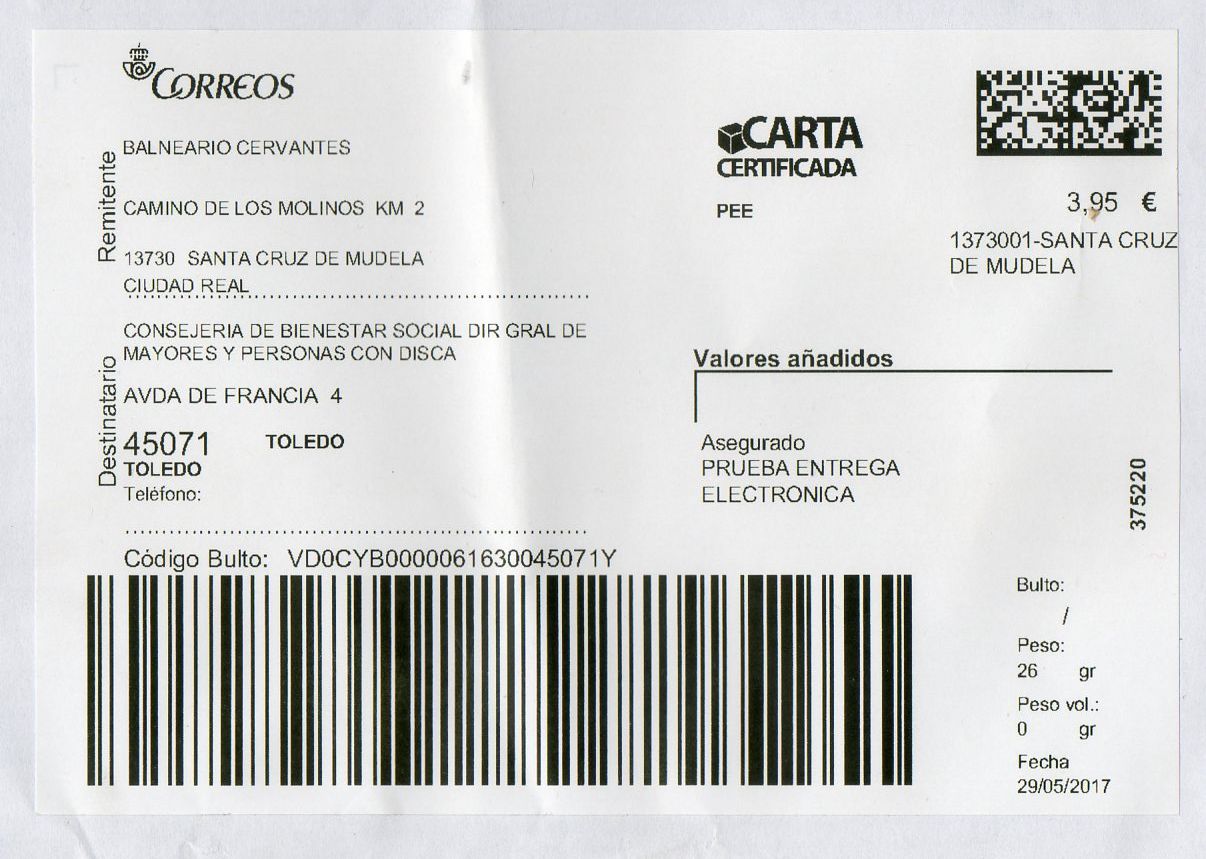 CORREOS
Remitente
BALNEARIO CERVANTES
CAMINO DE LOS MOLINOS KM 2
13730 SANTA CRUZ DE MUDELA
CIUDAD REAL
Destinatario
CONSEJERIA DE BIENESTAR SOCIAL DIR GRAL DE
MAYORES Y PERSONAS CON DISCA
AVDA DE FRANCIA 4
45071 TOLEDO
TOLEDO
Teléfono:
CARTA
CERTIFICADA
PEE
3,95 €
1373001-SANTA CRUZ
DE MUDELA
Valores añadidos
Asegurado
PRUEBA ENTREGA
ELECTRONICA
375220
Código Bulto: VD0CYB0000061630045071Y
Bulto:
/
Peso:
26 gr
Peso vol.:
0 gr
Fecha
29/05/2017